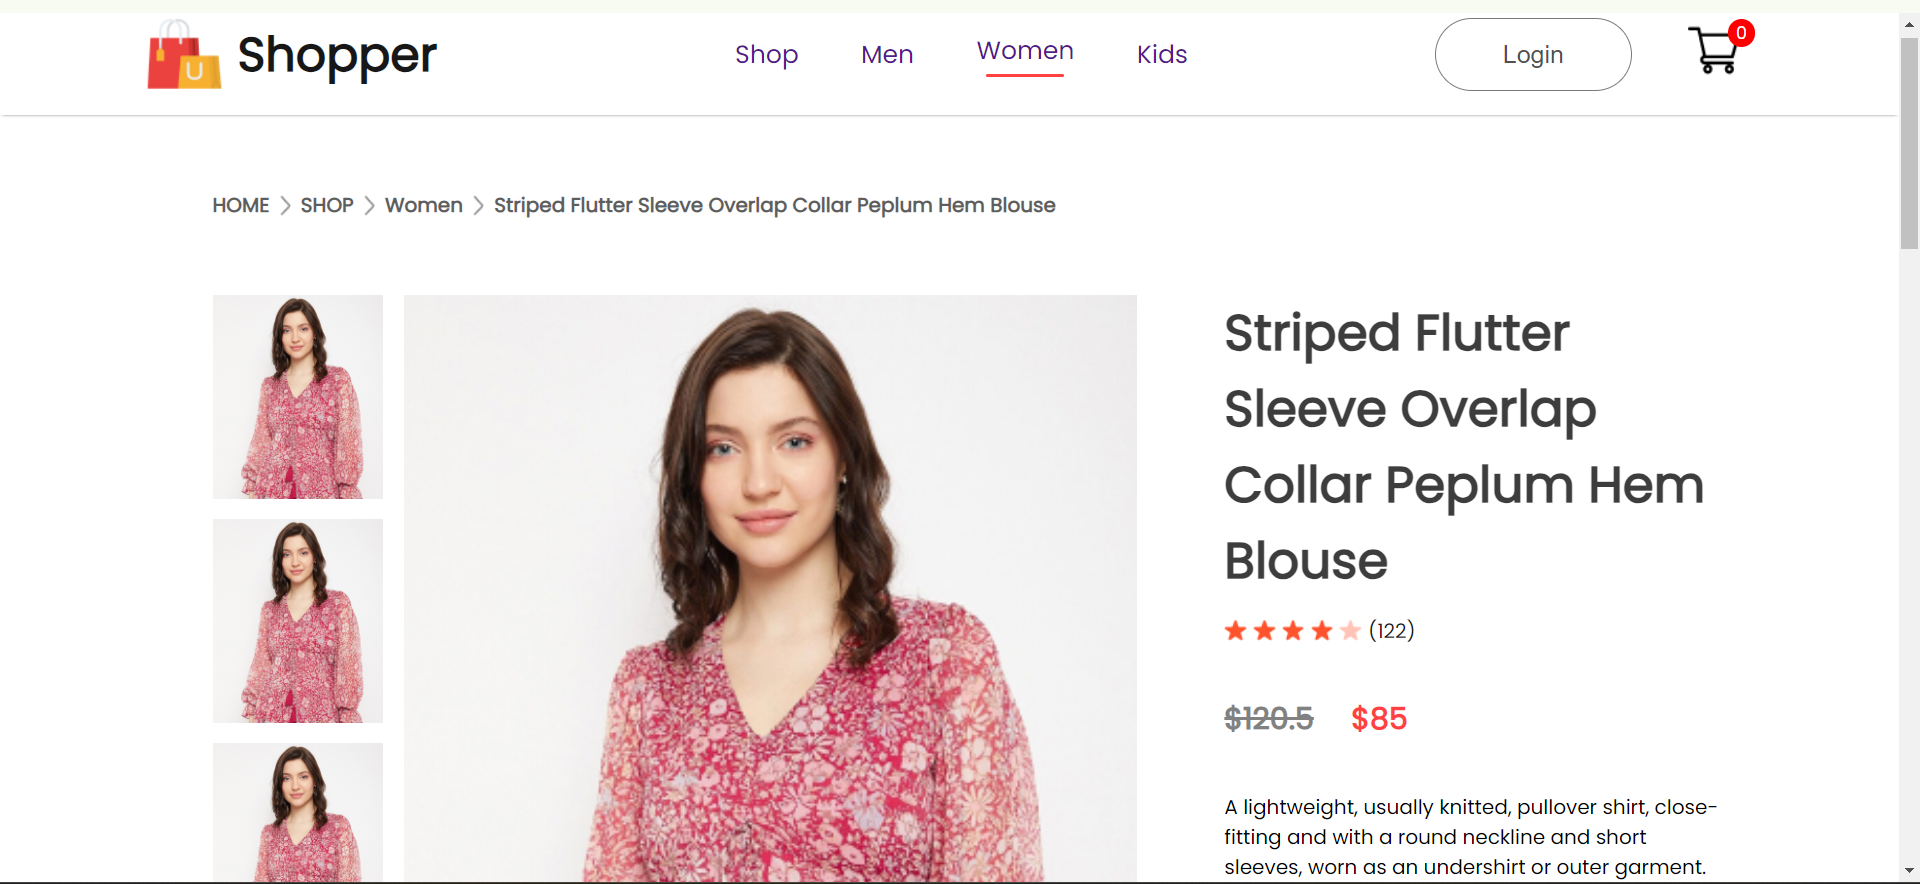 Shopper
Shop Men Women Kids
Login
0
HOME SHOP Women Striped Flutter Sleeve Overlap Collar Peplum Hem Blouse
Striped Flutter
Sleeve Overlap
Collar Peplum Hem
Blouse
(122)
$120.5 $85
A lightweight, usually knitted, pullover shirt, close-
fitting and with a round neckline and short
sleeves, worn as an undershirt or outer garment.